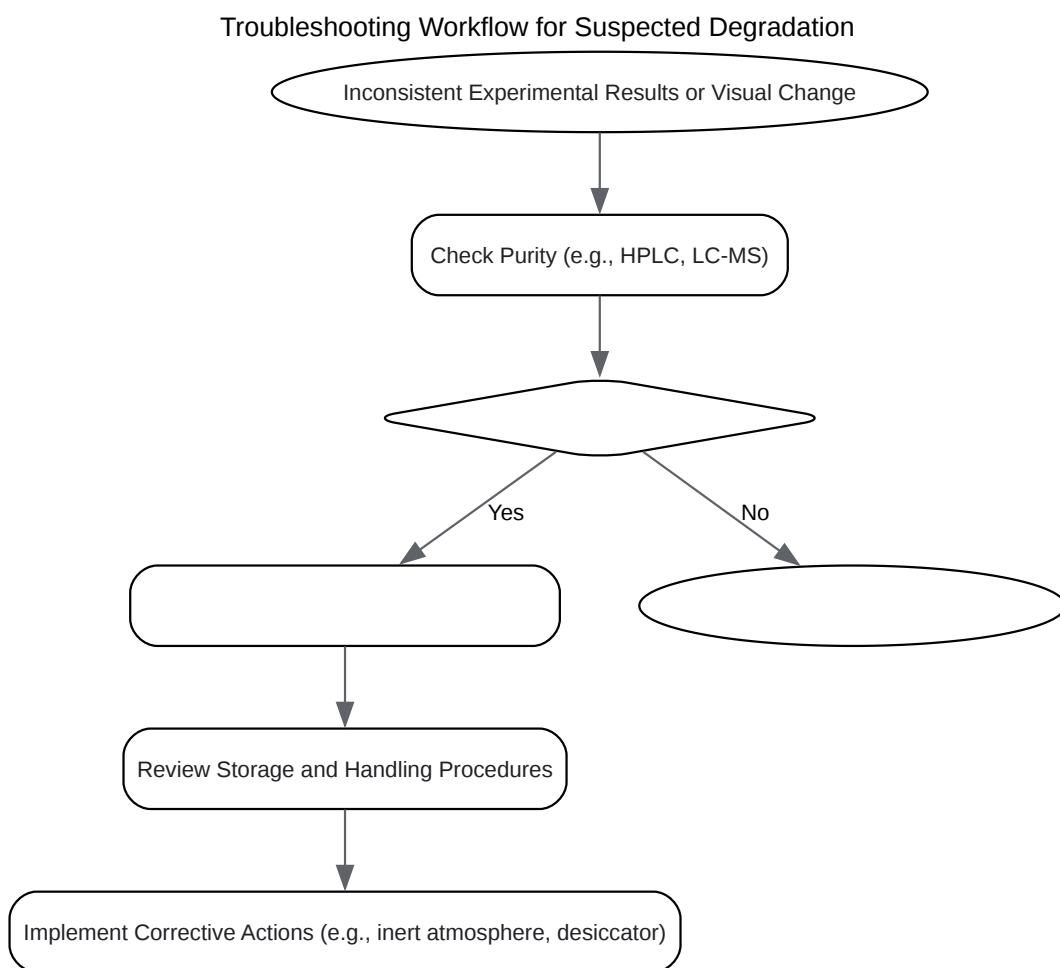 Troubleshooting Workflow for Suspected Degradation
Inconsistent Experimental Results or Visual Change
Check Purity (e.g., HPLC, LC-MS)
Yes
No
Review Storage and Handling Procedures
Implement Corrective Actions (e.g., inert atmosphere, desiccator)